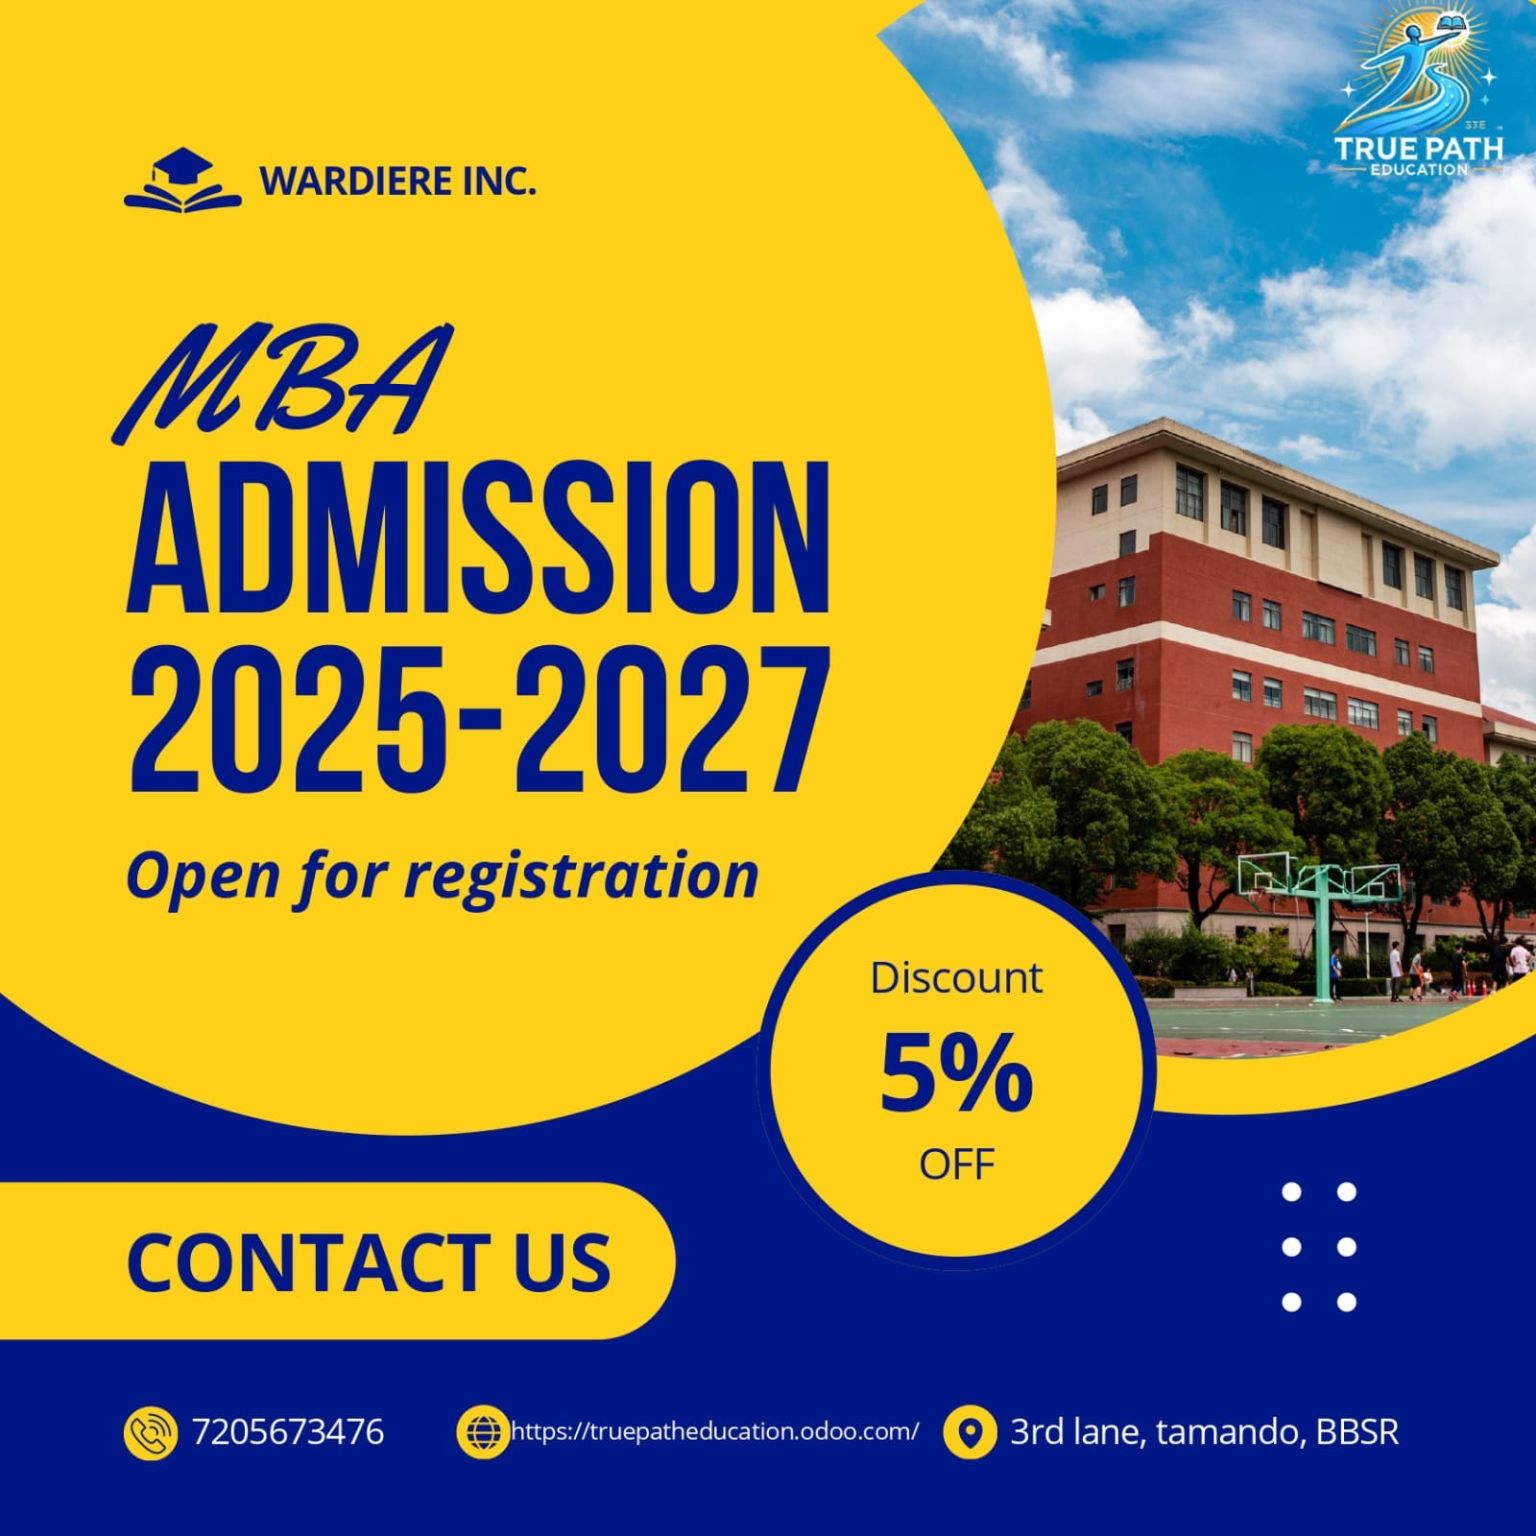 TRUE PATH
EDUCATION
WARDIERE INC.
MBA
ADMISSION
2025-2027
Open for registration
Discount
5%
OFF
CONTACT US
7205673476
https://truepatheducation.odoo.com/
3rd lane, tamando, BBSR